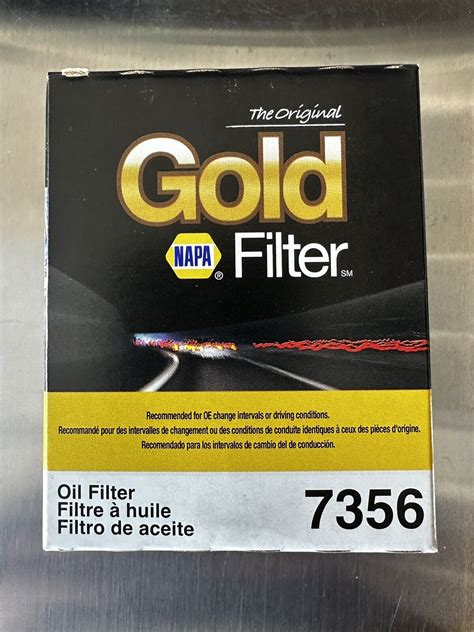 The Original
Gold
NAPA ® Filter SM
Recommended for OE change intervals or driving conditions.
Recommandé pour des intervalles de changement ou des conditions de conduite identiques à ceux des pièces d'origine.
Recomendado para los intervalos de cambio del de conducción.
Oil Filter
Filtre à huile
Filtro de aceite
7356